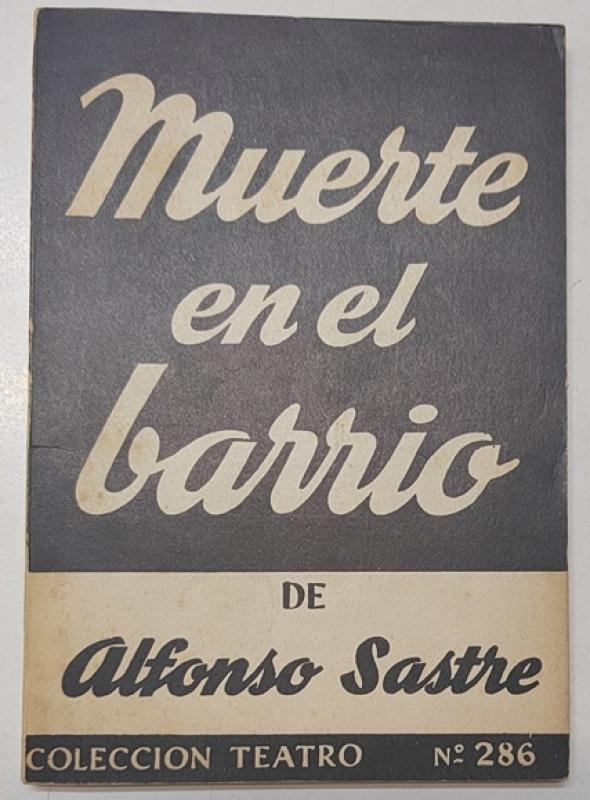 Muerte
en el
barrio
DE
Alfonso Sastre
COLECCION TEATRO Nº 286